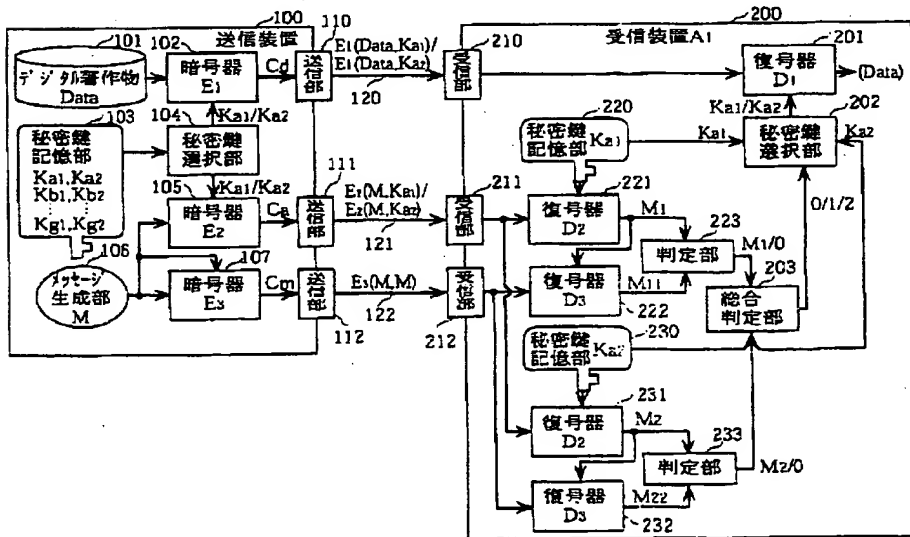 100
送信装置
101
デジタル著作物
Data
102
暗号器
E1
Cd
110
送信部
E1(Data,Ka1)/
E1(Data,Ka2)
120
103
秘密鍵
記憶部
Ka1,Ka2
Kb1,Kb2
Kg1,Kg2
104
Ka1/Ka2
秘密鍵
選択部
105
Ka1/Ka2
暗号器
E2
111
送信部
E2(M,Ka1)/
E2(M,Ka2)
121
106
メッセージ
生成部
M
107
暗号器
E3
Cm
送信部
112
E3(M,M)
122
200
受信装置A1
210
受信部
201
復号器
D1
(Data)
Ka1/Ka2
202
秘密鍵
選択部
Ka1
Ka2
0/1/2
220
秘密鍵
記憶部
Ka1
211
受信部
221
復号器
D2
M1
223
判定部
M1/0
受信部
212
復号器
D3
M11
222
203
総合
判定部
230
秘密鍵
記憶部
Ka2
231
復号器
D2
M2
233
判定部
M2/0
復号器
D3
M22
232